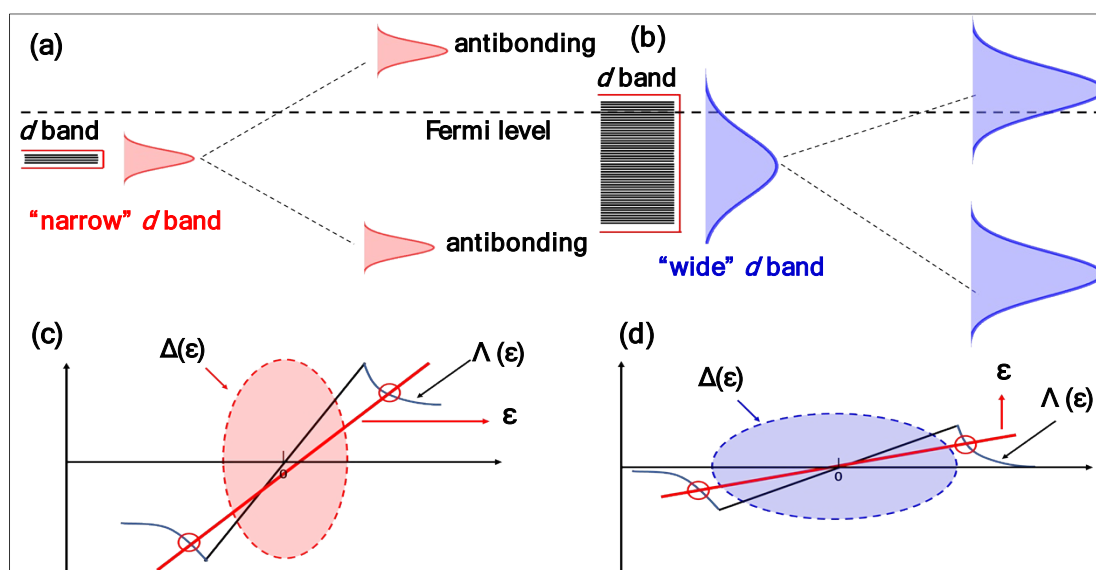 (a)
antibonding
d band
Fermi level
"narrow" d band
antibonding
(b)
d band
"wide" d band
(c)
Δ(ε)
Λ (ε)
ε
0
(d)
Δ(ε)
ε
Λ (ε)
0